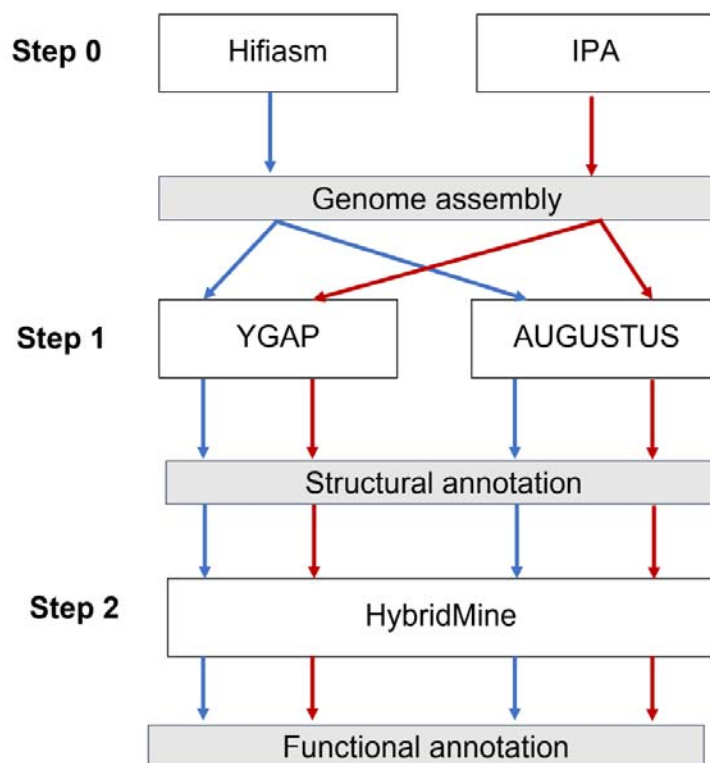 Step 0
Hifiasm
IPA
Genome assembly
Step 1
YGAP
AUGUSTUS
Structural annotation
Step 2
HybridMine
Functional annotation